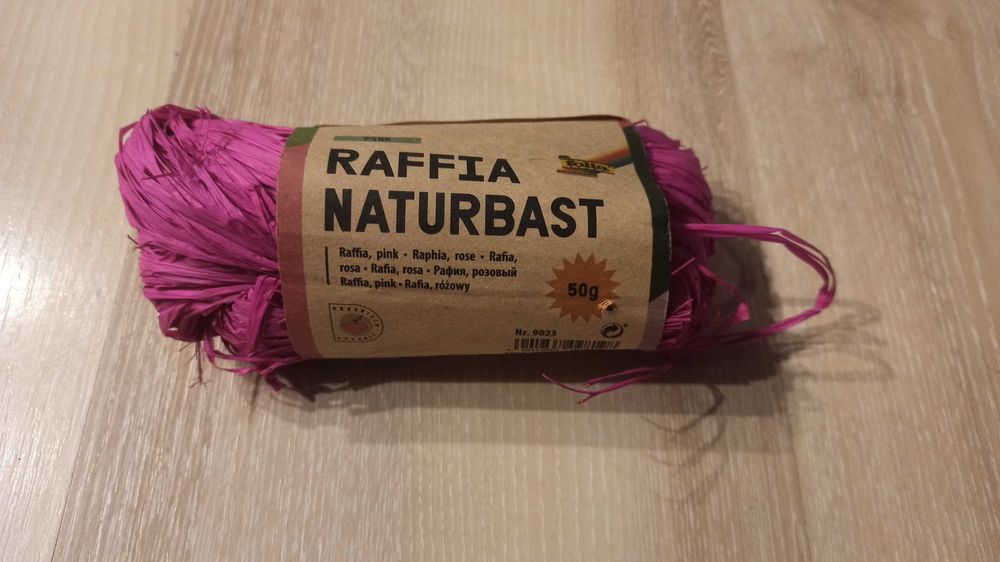 PINK
RAFFIA
folia
NATURBAST
Raffia, pink • Raphia, rose • Rafia,
rosa • Rafia, rosa • Рафия, розовый
Raffia, pink • Rafia, różowy
50g
Nr. 9023